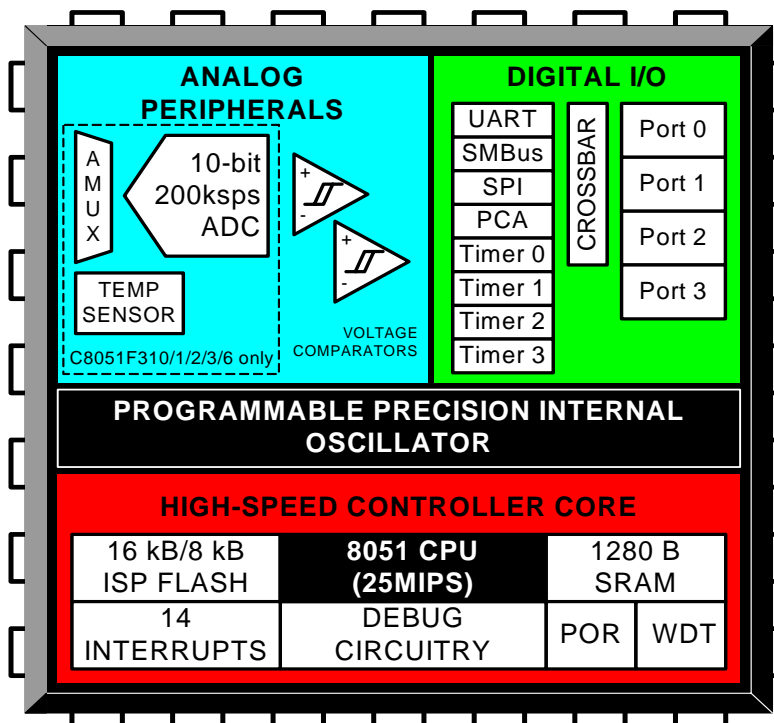 ANALOG
PERIPHERALS
A
M
U
X
10-bit
200ksps
ADC
+
-
+
-
TEMP
SENSOR
VOLTAGE
COMPARATORS
C8051F310/1/2/3/6 only
DIGITAL I/O
UART
SMBus
SPI
PCA
Timer 0
Timer 1
Timer 2
Timer 3
CROSSBAR
Port 0
Port 1
Port 2
Port 3
PROGRAMMABLE PRECISION INTERNAL
OSCILLATOR
HIGH-SPEED CONTROLLER CORE
16 kB/8 kB
ISP FLASH
8051 CPU
(25MIPS)
1280 B
SRAM
14
INTERRUPTS
DEBUG
CIRCUITRY
POR
WDT